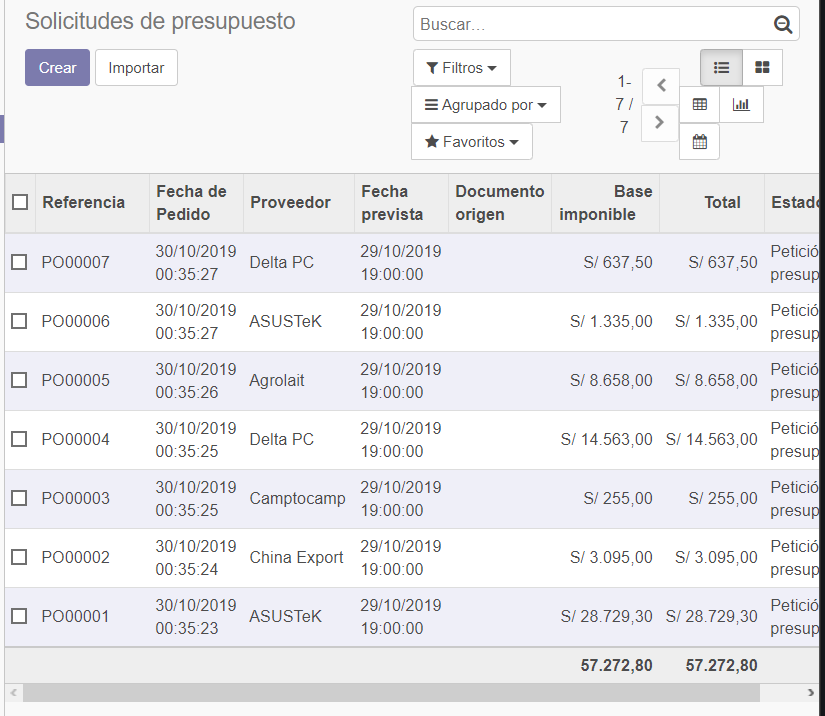 Solicitudes de presupuesto
Buscar...
Crear Importar
Filtros
Agrupado por
Favoritos
1-
7 /
7
Referencia Fecha de Pedido Proveedor Fecha prevista Documento origen Base imponible Total Estado
PO00007 30/10/2019 00:35:27 Delta PC 29/10/2019 19:00:00 S/ 637,50 S/ 637,50 Petició presup
PO00006 30/10/2019 00:35:27 ASUSTeK 29/10/2019 19:00:00 S/ 1.335,00 S/ 1.335,00 Petició presup
PO00005 30/10/2019 00:35:26 Agrolait 29/10/2019 19:00:00 S/ 8.658,00 S/ 8.658,00 Petició presup
PO00004 30/10/2019 00:35:25 Delta PC 29/10/2019 19:00:00 S/ 14.563,00 S/ 14.563,00 Petició presup
PO00003 30/10/2019 00:35:25 Camptocamp 29/10/2019 19:00:00 S/ 255,00 S/ 255,00 Petició presup
PO00002 30/10/2019 00:35:24 China Export 29/10/2019 19:00:00 S/ 3.095,00 S/ 3.095,00 Petició presup
PO00001 30/10/2019 00:35:23 ASUSTeK 29/10/2019 19:00:00 S/ 28.729,30 S/ 28.729,30 Petició presup
57.272,80 57.272,80